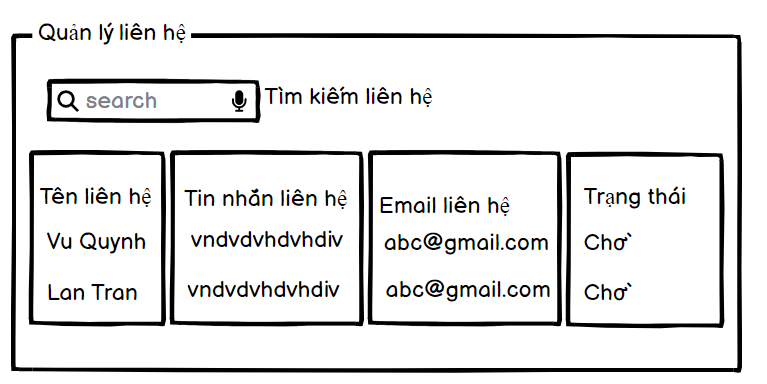 Quản lý liên hệ
search Tìm kiếm liên hệ
Tên liên hệ Tin nhắn liên hệ Email liên hệ Trạng thái
Vu Quynh vndvdvhdvhdiv abc@gmail.com Chờ
Lan Tran vndvdvhdvhdiv abc@gmail.com Chờ